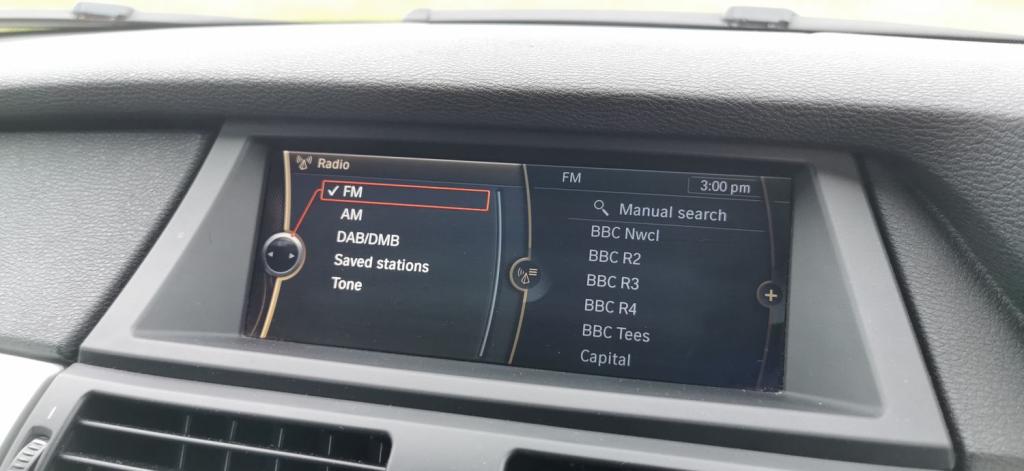 Radio
✓ FM
AM
DAB/DMB
Saved stations
Tone
FM
3:00 pm
Manual search
BBC Nwcl
BBC R2
BBC R3
BBC R4
BBC Tees
Capital